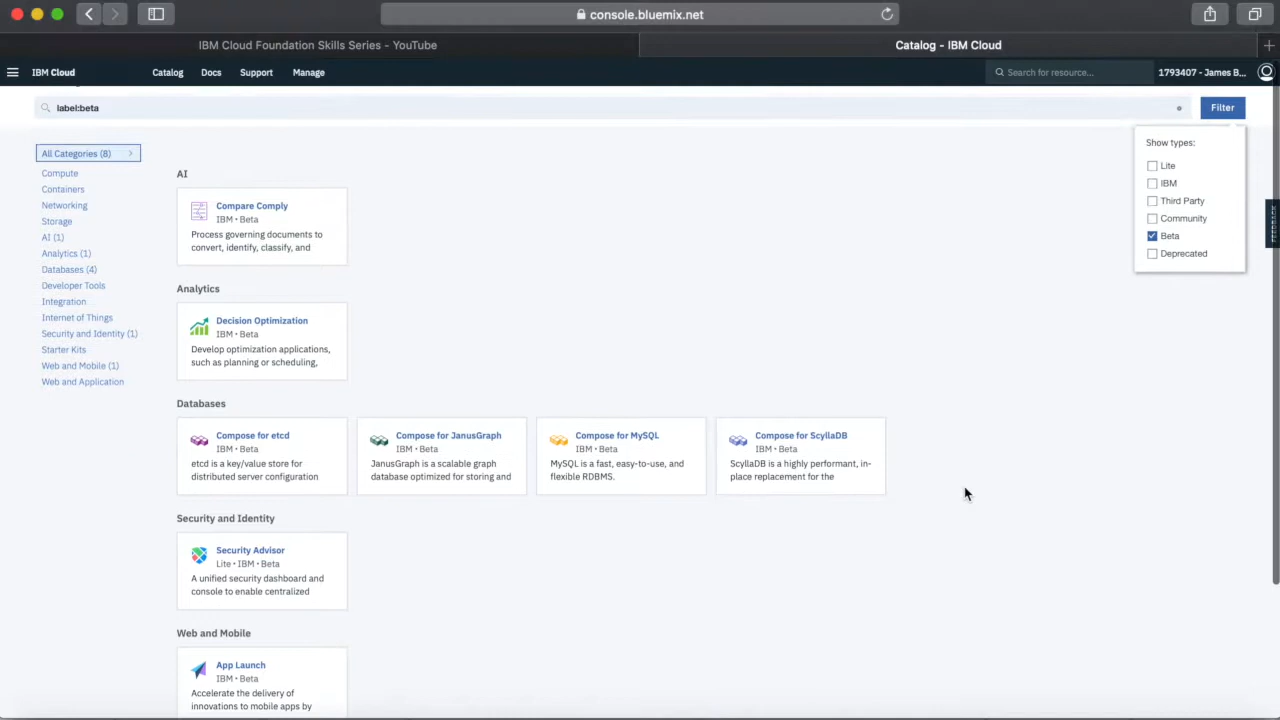 console.bluemix.net
IBM Cloud Foundation Skills Series - YouTube
Catalog - IBM Cloud
IBM Cloud
Catalog
Docs
Support
Manage
Search for resource...
1793407 - James B...
label:beta
Filter
Show types:
Lite
IBM
Third Party
Community
Beta
Deprecated
FEEDBACK
All Categories (8)
Compute
Containers
Networking
Storage
AI (1)
Analytics (1)
Databases (4)
Developer Tools
Integration
Internet of Things
Security and Identity (1)
Starter Kits
Web and Mobile (1)
Web and Application
AI
Compare Comply
IBM • Beta
Process governing documents to
convert, identify, classify, and
Analytics
Decision Optimization
IBM • Beta
Develop optimization applications,
such as planning or scheduling,
Databases
Compose for etcd
IBM • Beta
etcd is a key/value store for
distributed server configuration
Compose for JanusGraph
IBM • Beta
JanusGraph is a scalable graph
database optimized for storing and
Compose for MySQL
IBM • Beta
MySQL is a fast, easy-to-use, and
flexible RDBMS.
Compose for ScyllaDB
IBM • Beta
ScyllaDB is a highly performant, in-
place replacement for the
Security and Identity
Security Advisor
Lite • IBM • Beta
A unified security dashboard and
console to enable centralized
Web and Mobile
App Launch
IBM • Beta
Accelerate the delivery of
innovations to mobile apps by